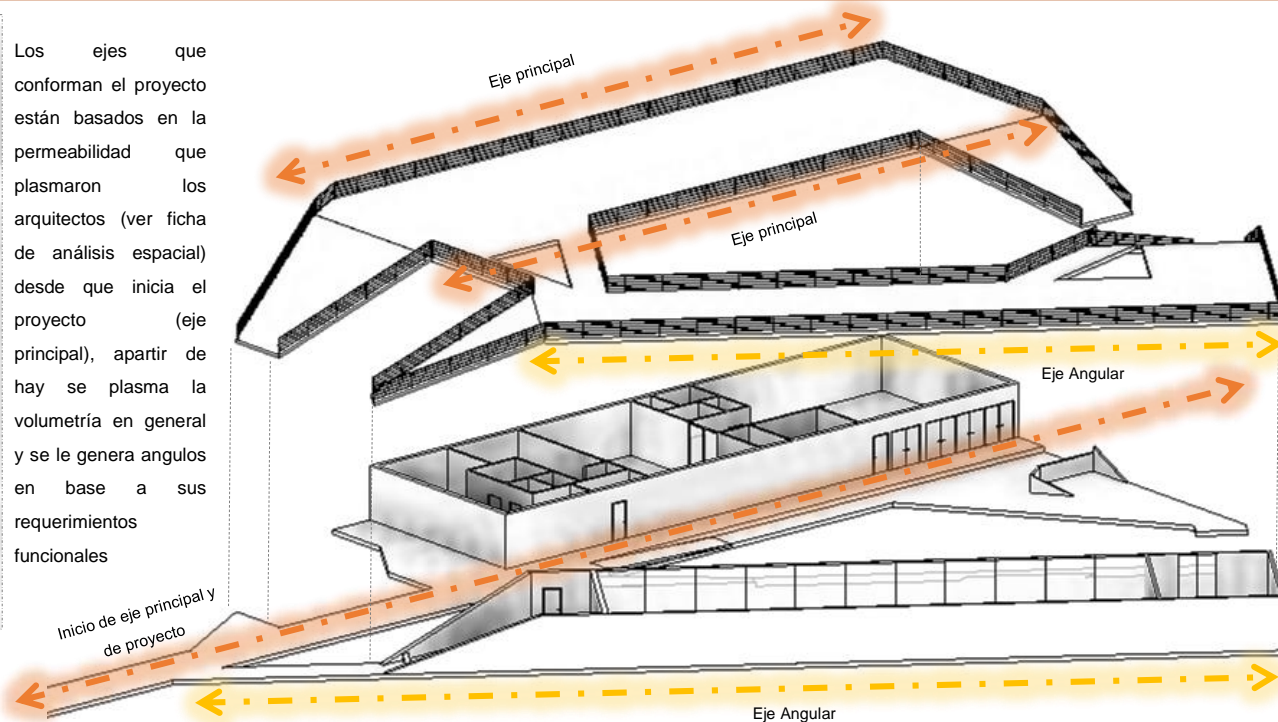 Los ejes que
conforman el proyecto
están basados en la
permeabilidad que
plasmaron los
arquitectos (ver ficha
de análisis espacial)
desde que inicia el
proyecto (eje
principal), apartir de
hay se plasma la
volumetría en general
y se le genera angulos
en base a sus
requerimientos
funcionales
Eje principal
Eje principal
Eje Angular
Inicio de eje principal y
de proyecto
Eje Angular